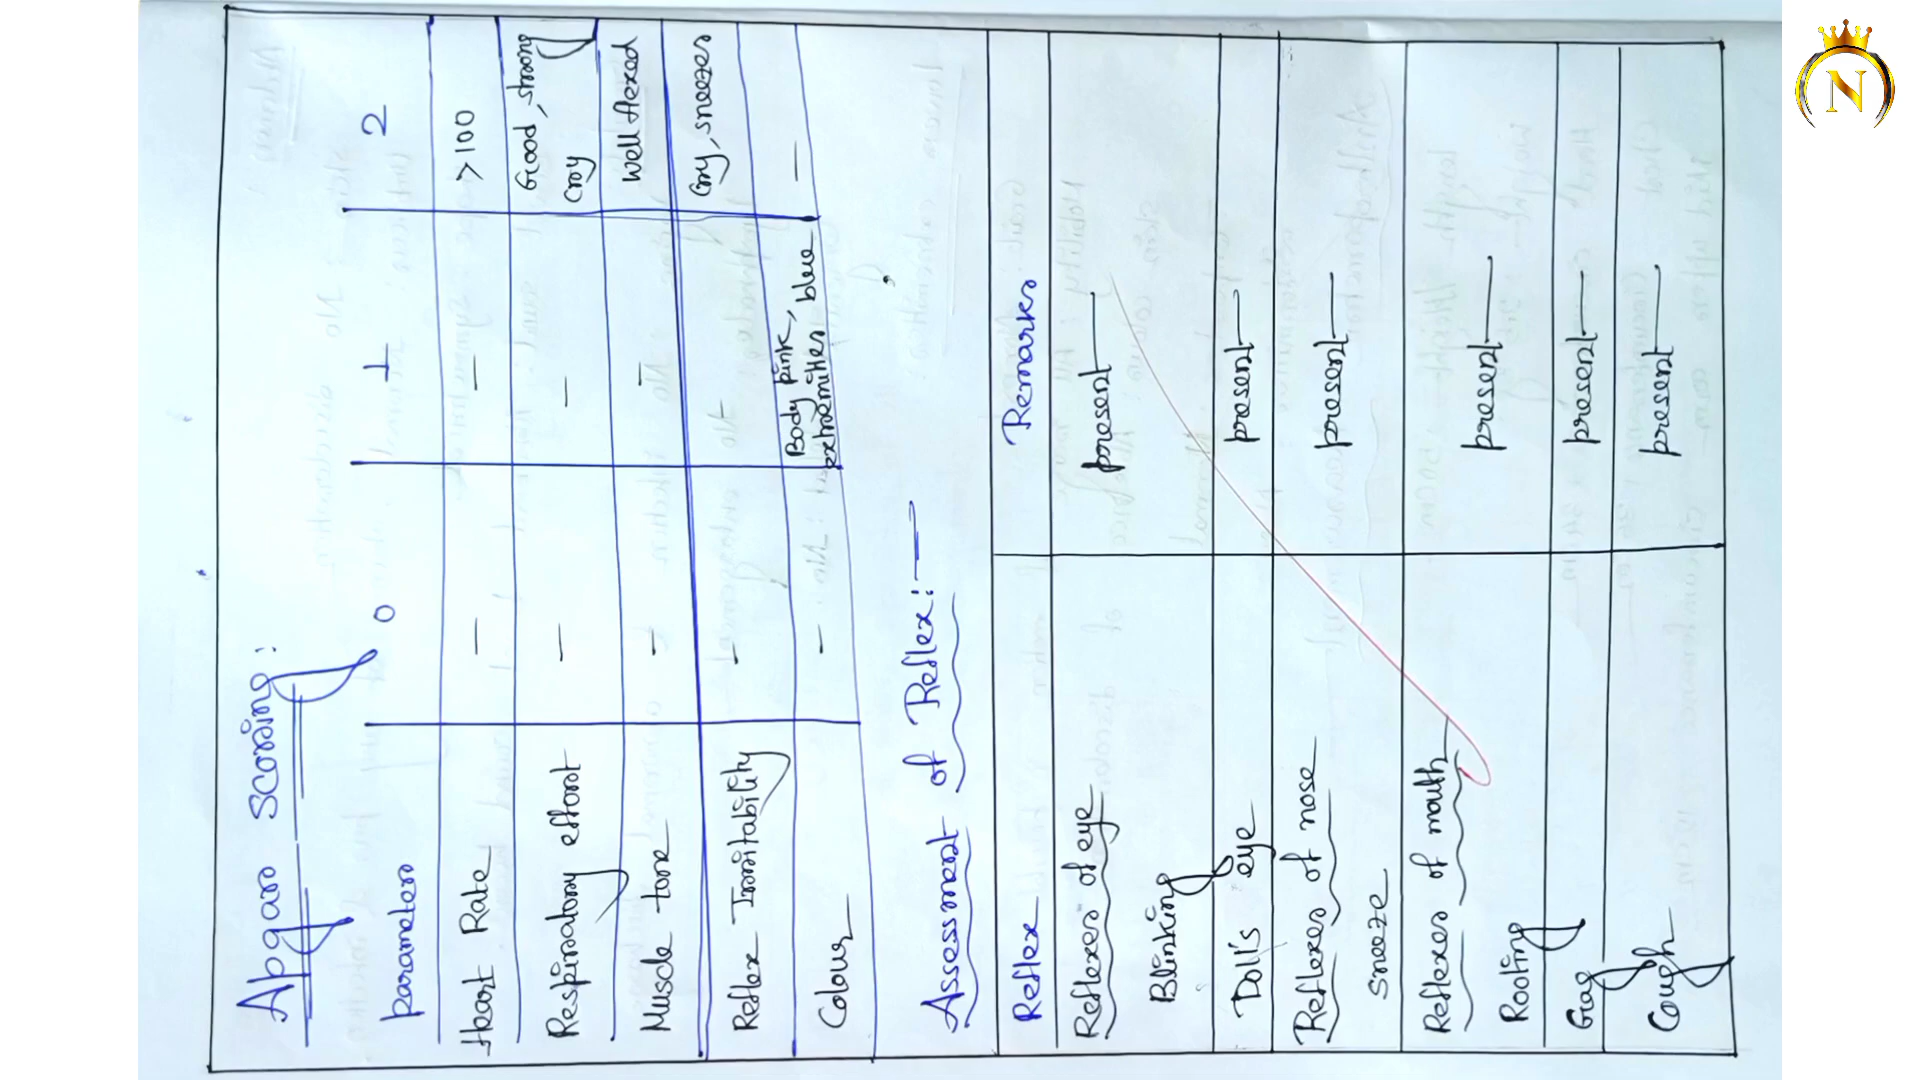 Apgar scoring:
parameters 0 1 2
Heart Rate — — >100
Respiratory effort — — Good, strong cry
Muscle tone — — Well flexed
Reflex Irritability — — cry, sneezes
Colour — Body pink, extremities blue —
Assessment of Reflex:—
Reflex Remarks
Reflexes of eye
Blinking present
Doll's eye present
Reflexes of nose
sneeze present
Reflexes of mouth
Rooting present
Gag present
Cough present
N